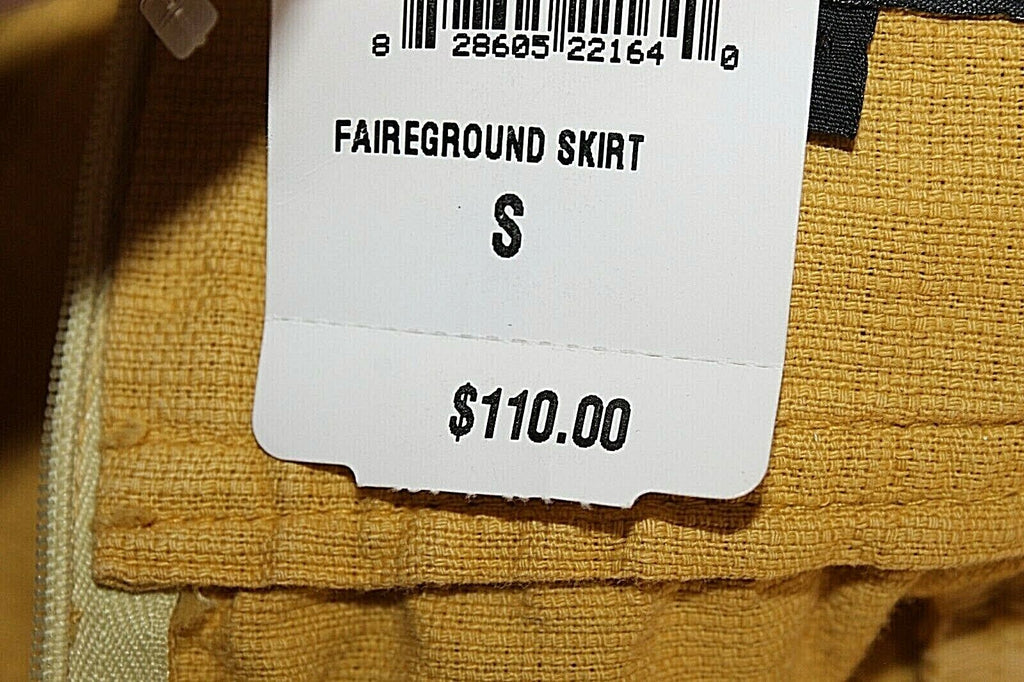 8 28605 22164 0
FAIREGROUND SKIRT
S
$110.00